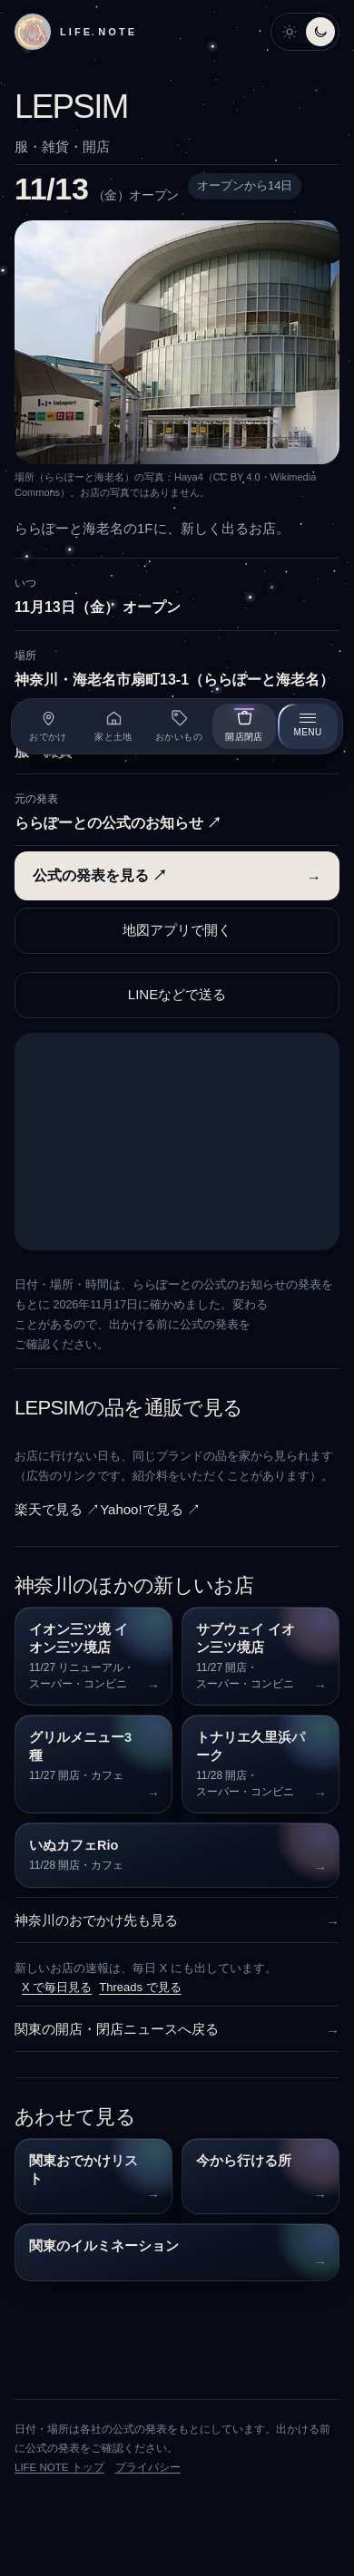 LIFE.NOTE
LEPSIM
服・雑貨・開店
11/13 （金）オープン オープンから14日
LaLaport
場所（ららぽーと海老名）の写真：Haya4（CC BY 4.0・Wikimedia
Commons）。お店の写真ではありません。
ららぽーと海老名の1Fに、新しく出るお店。
いつ
11月13日（金） オープン
場所
神奈川・海老名市扇町13-1（ららぽーと海老名）
おでかけ 家と土地 おかいもの 開店閉店 MENU
服・雑貨
元の発表
ららぽーとの公式のお知らせ ↗
公式の発表を見る ↗ →
地図アプリで開く
LINEなどで送る
日付・場所・時間は、ららぽーとの公式のお知らせの発表を
もとに 2026年11月17日に確かめました。変わる
ことがあるので、出かける前に公式の発表を
ご確認ください。
LEPSIMの品を通販で見る
お店に行けない日も、同じブランドの品を家から見られます
（広告のリンクです。紹介料をいただくことがあります）。
楽天で見る ↗Yahoo!で見る ↗
神奈川のほかの新しいお店
イオン三ツ境 イ
オン三ツ境店
11/27 リニューアル・
スーパー・コンビニ →
サブウェイ イオ
ン三ツ境店
11/27 開店・
スーパー・コンビニ →
グリルメニュー3
種
11/27 開店・カフェ
→
トナリエ久里浜パ
ーク
11/28 開店・
スーパー・コンビニ →
いぬカフェRio
11/28 開店・カフェ →
神奈川のおでかけ先も見る →
新しいお店の速報は、毎日 X にも出しています。
X で毎日見る Threads で見る
関東の開店・閉店ニュースへ戻る →
あわせて見る
関東おでかけリス
ト →
今から行ける所
→
関東のイルミネーション
→
日付・場所は各社の公式の発表をもとにしています。出かける前
に公式の発表をご確認ください。
LIFE NOTE トップ プライバシー